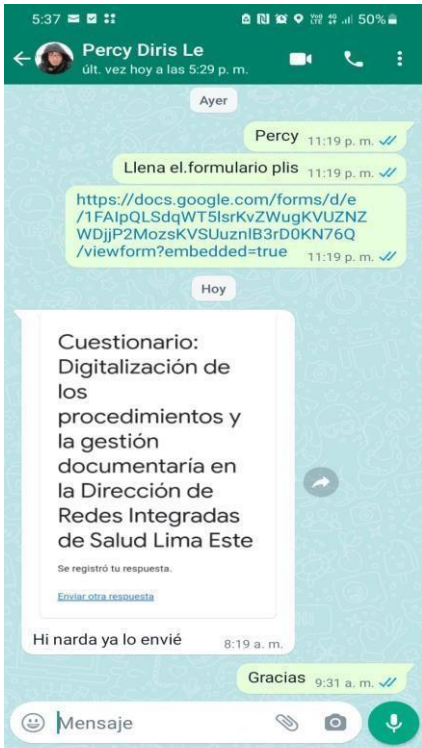 5:37
50%
Percy Diris Le
últ. vez hoy a las 5:29 p. m.
Ayer
Percy 11:19 p. m.
Llena el.formulario plis 11:19 p. m.
https://docs.google.com/forms/d/e
/1FAIpQLSdqWT5lsrKvZWugKVUZNZ
WDjjP2MozsKVSUuznlB3rD0KN76Q
/viewform?embedded=true 11:19 p. m.
Hoy
Cuestionario:
Digitalización de
los
procedimientos y
la gestión
documentaría en
la Dirección de
Redes Integradas
de Salud Lima Este
Se registró tu respuesta.
Enviar otra respuesta
Hi narda ya lo envié 8:19 a. m.
Gracias 9:31 a. m.
Mensaje